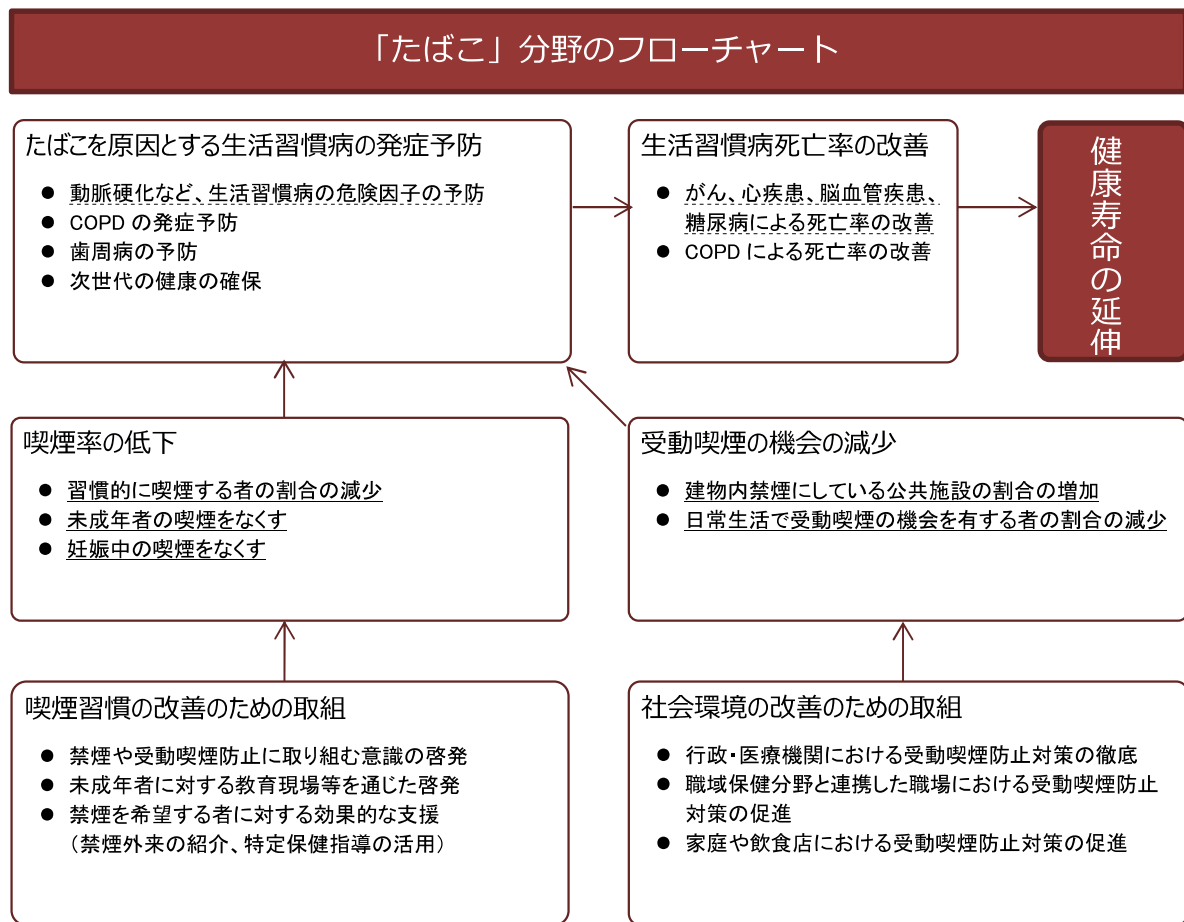 「たばこ」分野のフローチャート
たばこを原因とする生活習慣病の発症予防
● 動脈硬化など、生活習慣病の危険因子の予防
● COPD の発症予防
● 歯周病の予防
● 次世代の健康の確保
生活習慣病死亡率の改善
● がん、心疾患、脳血管疾患、
糖尿病による死亡率の改善
● COPD による死亡率の改善
健康寿命の延伸
喫煙率の低下
● 習慣的に喫煙する者の割合の減少
● 未成年者の喫煙をなくす
● 妊娠中の喫煙をなくす
受動喫煙の機会の減少
● 建物内禁煙にしている公共施設の割合の増加
● 日常生活で受動喫煙の機会を有する者の割合の減少
喫煙習慣の改善のための取組
● 禁煙や受動喫煙防止に取り組む意識の啓発
● 未成年者に対する教育現場等を通じた啓発
● 禁煙を希望する者に対する効果的な支援
（禁煙外来の紹介、特定保健指導の活用）
社会環境の改善のための取組
● 行政・医療機関における受動喫煙防止対策の徹底
● 職域保健分野と連携した職場における受動喫煙防止
対策の促進
● 家庭や飲食店における受動喫煙防止対策の促進